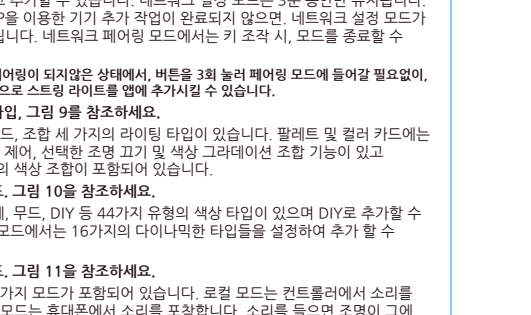 추가할 수 있습니다. 네트워크 설정 모드는 3분 동안만 유지됩니다.
을 이용한 기기 추가 작업이 완료되지 않으면. 네트워크 설정 모드가
니다. 네트워크 페어링 모드에서는 키 조작 시, 모드를 종료할 수
어링이 되지않은 상태에서, 버튼을 3회 눌러 페어링 모드에 들어갈 필요없이,
으로 스트링 라이트를 앱에 추가시킬 수 있습니다.
입, 그림 9를 참조하세요.
드, 조합 세 가지의 라이팅 타입이 있습니다. 팔레트 및 컬러 카드에는
제어, 선택한 조명 끄기 및 색상 그라데이션 조합 기능이 있고
의 색상 조합이 포함되어 있습니다.
. 그림 10을 참조하세요.
, 무드, DIY 등 44가지 유형의 색상 타입이 있으며 DIY로 추가할 수
모드에서는 16가지의 다이나믹한 타입들을 설정하여 추가 할 수
. 그림 11을 참조하세요.
가지 모드가 포함되어 있습니다. 로컬 모드는 컨트롤러에서 소리를
모드는 휴대폰에서 소리를 포착합니다. 소리를 들으면 조명이 그에